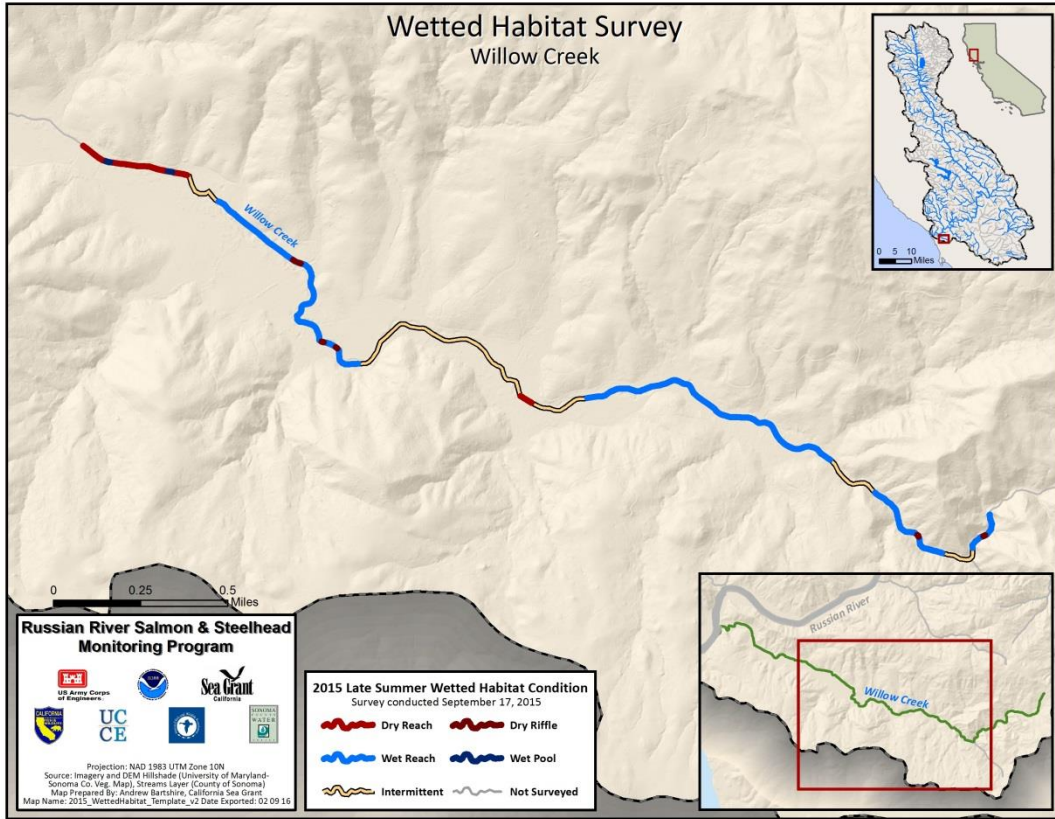 Wetted Habitat Survey
Willow Creek
Willow Creek
0 5 10
Miles
0 0.25 0.5
Miles
Russian River Salmon & Steelhead
Monitoring Program
US Army Corps
of Engineers
Sea Grant
California
CALIFORNIA
UC
CE
SONOMA
COUNTY
WATER
Projection: NAD 1983 UTM Zone 10N
Source: Imagery and DEM Hillshade (University of Maryland-
Sonoma Co. Veg. Map), Streams Layer (County of Sonoma)
Map Prepared By: Andrew Bartshire, California Sea Grant
Map Name: 2015_WettedHabitat_Template_v2 Date Exported: 02 09 16
2015 Late Summer Wetted Habitat Condition
Survey conducted September 17, 2015
Dry Reach
Dry Riffle
Wet Reach
Wet Pool
Intermittent
Not Surveyed
Russian River
Willow Creek